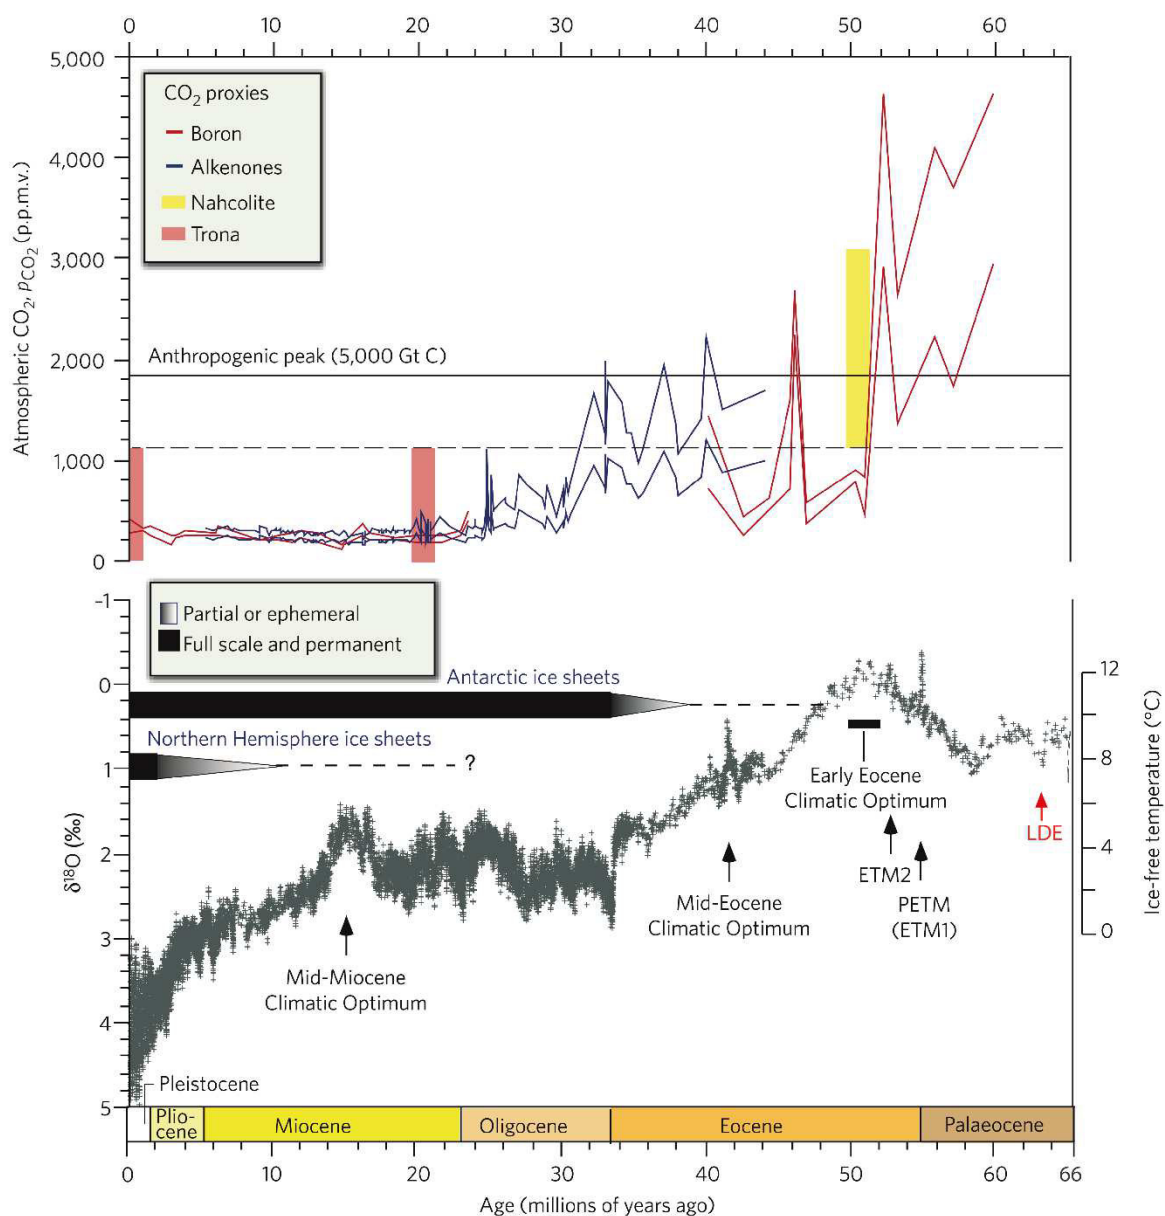 0 10 20 30 40 50 60
5,000
4,000
3,000
2,000
1,000
0
Atmospheric CO₂, pCO₂ (p.p.m.v.)
CO₂ proxies
Boron
Alkenones
Nahcolite
Trona
Anthropogenic peak (5,000 Gt C)
Partial or ephemeral
Full scale and permanent
-1
0
1
2
3
4
5
δ¹⁸O (‰)
Antarctic ice sheets
Northern Hemisphere ice sheets
?
12
10
8
6
4
2
0
Ice-free temperature (°C)
Early Eocene
Climatic Optimum
LDE
ETM2
PETM
(ETM1)
Mid-Eocene
Climatic Optimum
Mid-Miocene
Climatic Optimum
Pleistocene
Plio-
cene
Miocene
Oligocene
Eocene
Palaeocene
0 10 20 30 40 50 60 66
Age (millions of years ago)